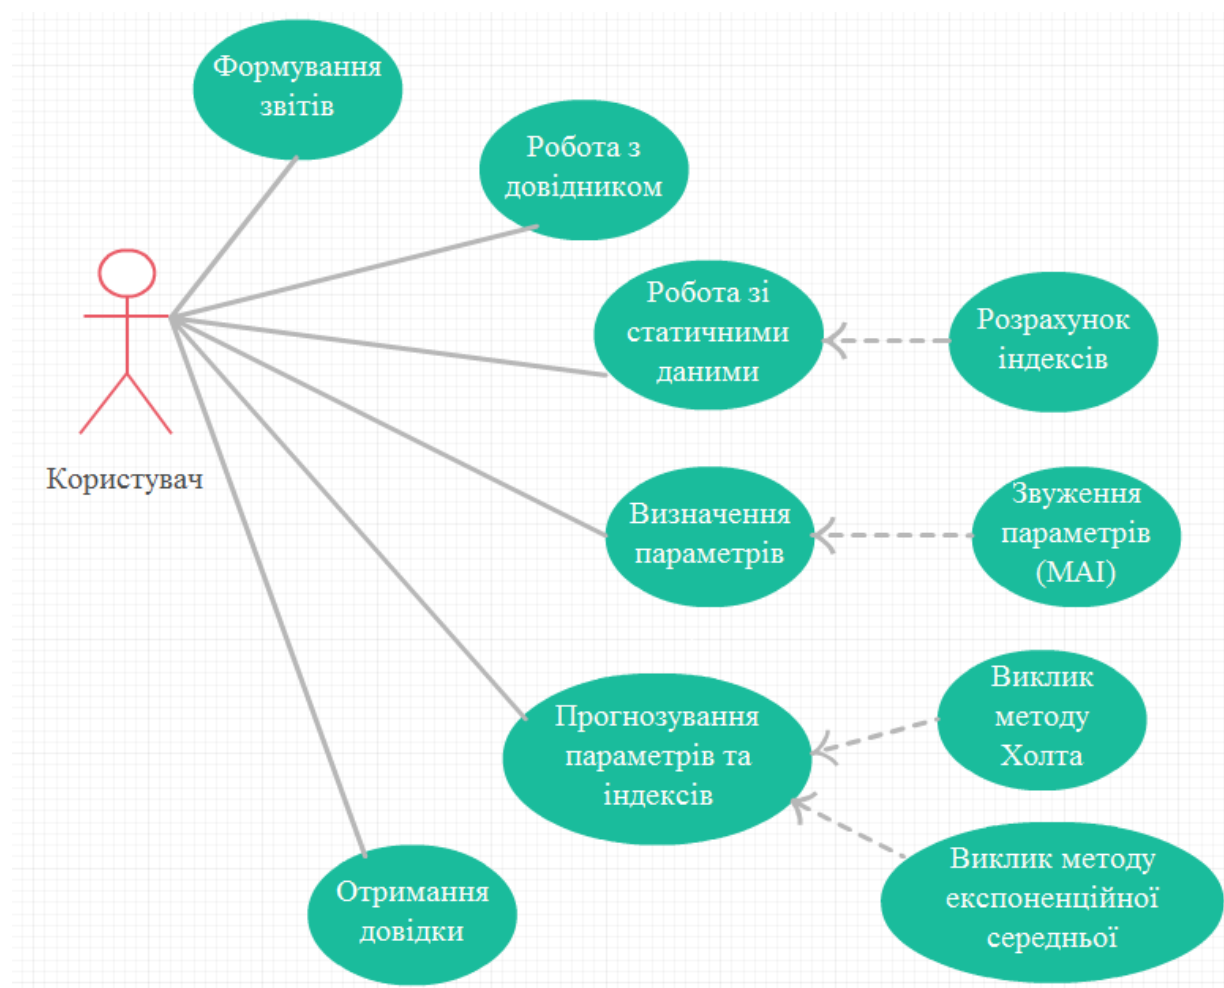 Формування
звітів
Робота з
довідником
Робота зі
статичними
даними
Розрахунок
індексів
Користувач
Визначення
параметрів
Звуження
параметрів
(МАІ)
Прогнозування
параметрів та
індексів
Виклик
методу
Холта
Виклик методу
експоненційної
середньої
Отримання
довідки